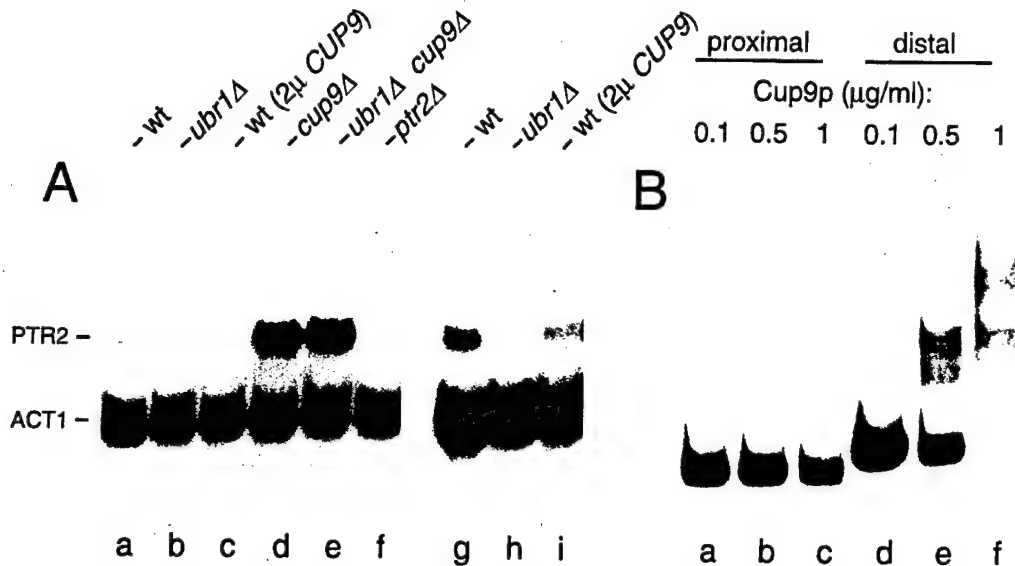 A
- wt
- ubr1Δ
- wt (2μ CUP9)
- cup9Δ
- ubr1Δ cup9Δ
- ptr2Δ
- wt
- ubr1Δ
- wt (2μ CUP9)
PTR2 –
ACT1 –
a b c d e f g h i
B
proximal distal
Cup9p (μg/ml):
0.1 0.5 1 0.1 0.5 1
a b c d e f